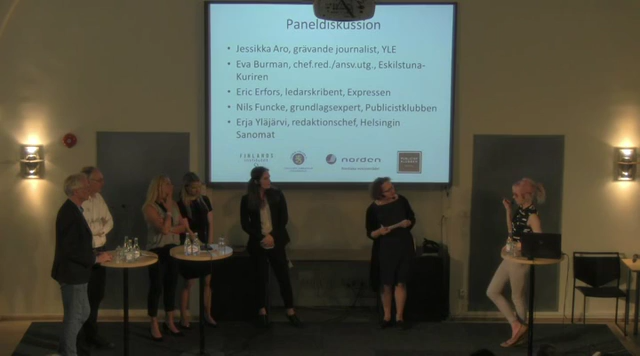 Paneldiskussion
• Jessikka Aro, grävande journalist, YLE
• Eva Burman, chef.red./ansv.utg., Eskilstuna-
Kuriren
• Eric Erfors, ledarskribent, Expressen
• Nils Funcke, grundlagsexpert, Publicistklubben
• Erja Yläjärvi, redaktionschef, Helsingin
Sanomat
FINLANDS
norden